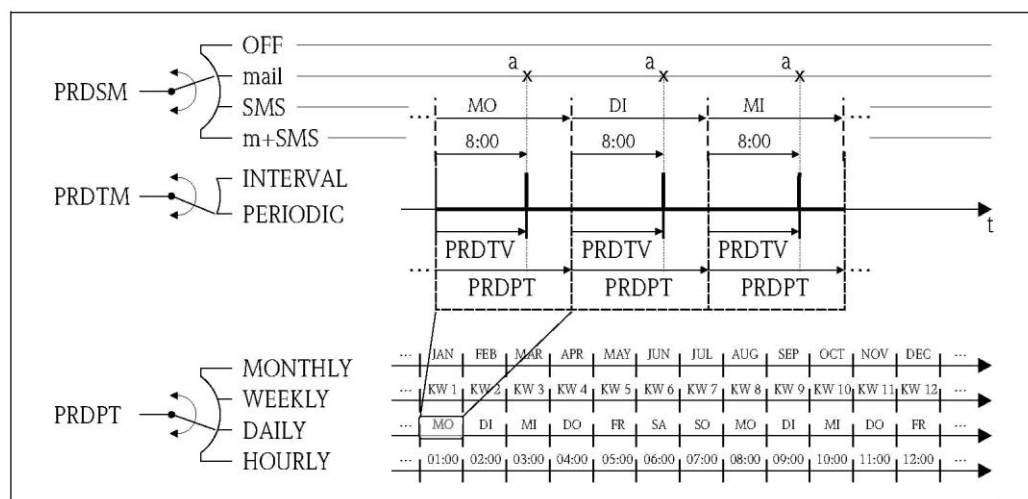 OFF
a a a
PRDSM mail
SMS ... MO DI MI ...
m+SMS 8:00 8:00 8:00
INTERVAL
PRDTM
PERIODIC
t
PRDTV PRDTV PRDTV
... ...
PRDPT PRDPT PRDPT
... JAN FEB MAR APR MAY JUN JUL AUG SEP OCT NOV DEC ...
MONTHLY
... KW 1 KW 2 KW 3 KW 4 KW 5 KW 6 KW 7 KW 8 KW 9 KW 10 KW 11 KW 12 ...
WEEKLY
PRDPT
... MO DI MI DO FR SA SO MO DI MI DO FR ...
DAILY
... 01:00 02:00 03:00 04:00 05:00 06:00 07:00 08:00 09:00 10:00 11:00 12:00 ...
HOURLY